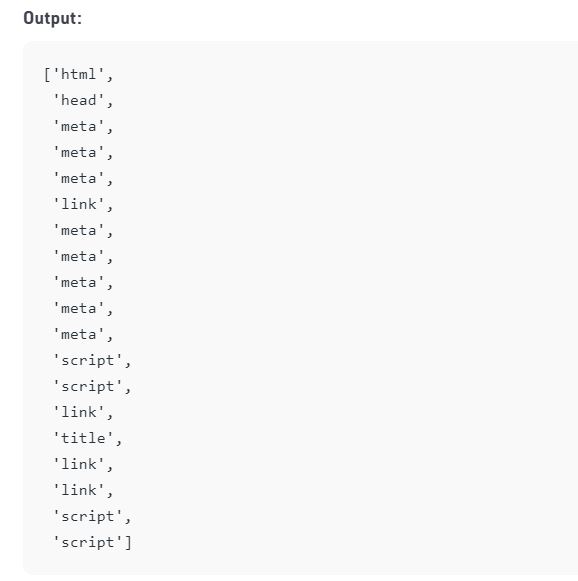 Output:
['html',
'head',
'meta',
'meta',
'meta',
'link',
'meta',
'meta',
'meta',
'meta',
'meta',
'script',
'script',
'link',
'title',
'link',
'link',
'script',
'script']